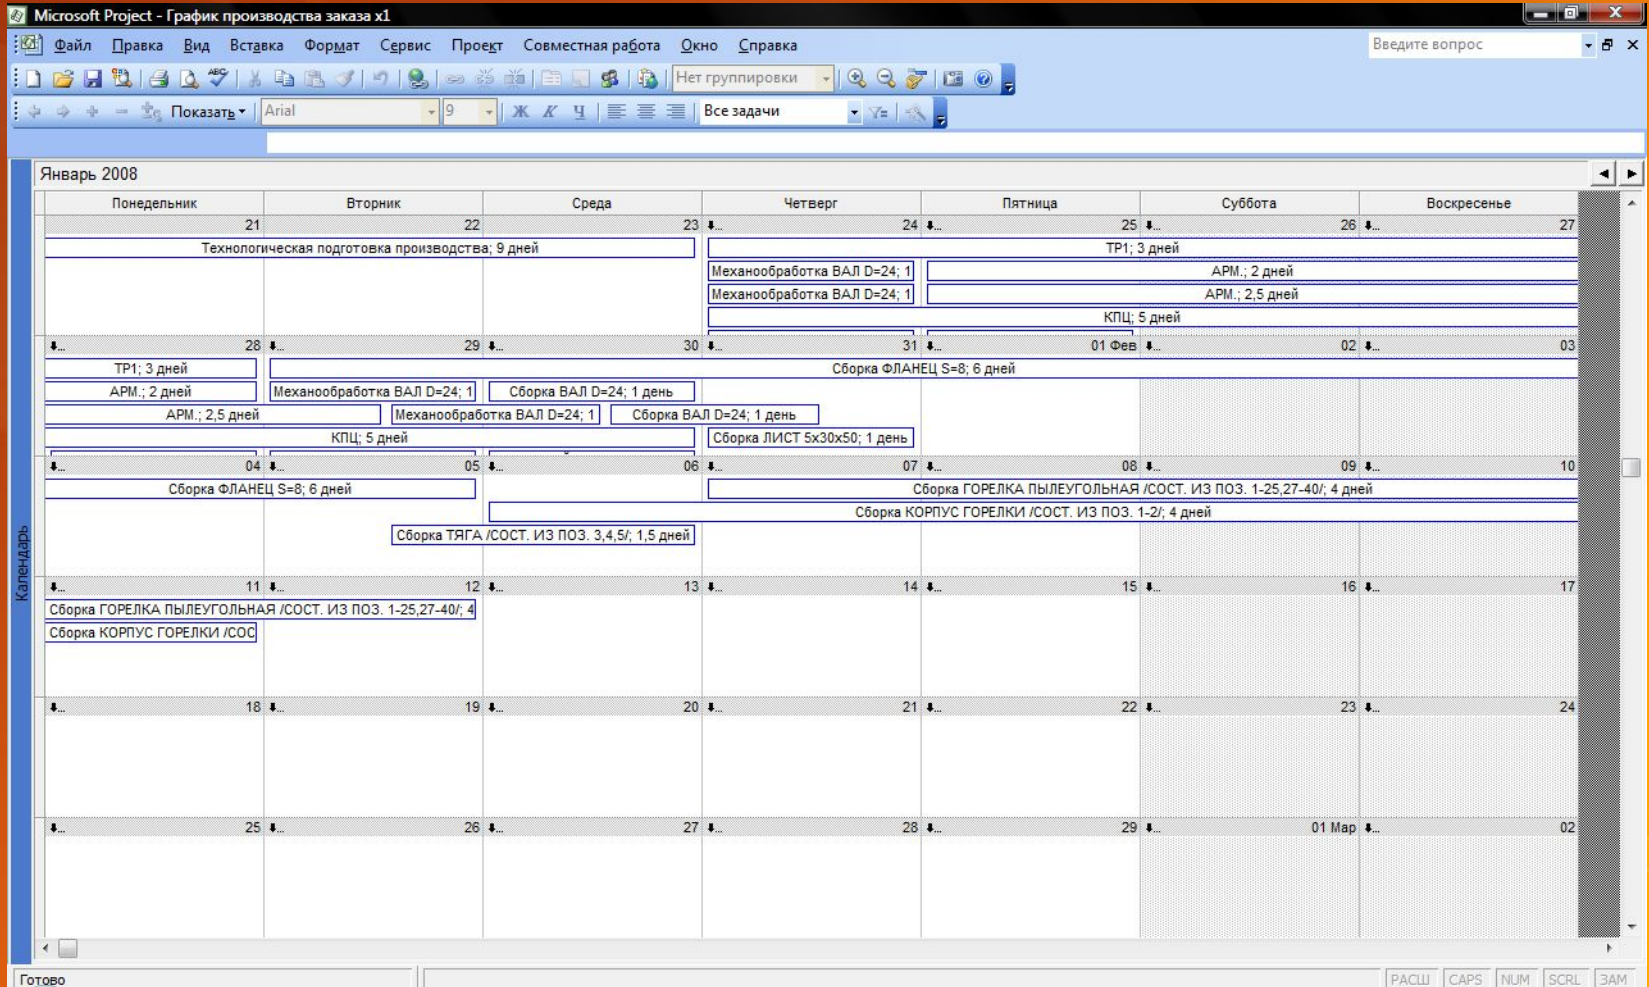 Microsoft Project - График производства заказа x1
Файл Правка Вид Вставка Формат Сервис Проект Совместная работа Окно Справка Введите вопрос
Нет группировки
Показать Arial 9 Ж К Ч Все задачи
Январь 2008
Понедельник Вторник Среда Четверг Пятница Суббота Воскресенье
21 22 23 24 25 26 27
Технологическая подготовка производства; 9 дней ТР1; 3 дней
Механообработка ВАЛ D=24; 1 АРМ.; 2 дней
Механообработка ВАЛ D=24; 1 АРМ.; 2,5 дней
КПЦ; 5 дней
28 29 30 31 01 Фев 02 03
ТР1; 3 дней Сборка ФЛАНЕЦ S=8; 6 дней
АРМ.; 2 дней Механообработка ВАЛ D=24; 1 Сборка ВАЛ D=24; 1 день
АРМ.; 2,5 дней Механообработка ВАЛ D=24; 1 Сборка ВАЛ D=24; 1 день
КПЦ; 5 дней Сборка ЛИСТ 5x30x50; 1 день
04 05 06 07 08 09 10
Сборка ФЛАНЕЦ S=8; 6 дней Сборка ГОРЕЛКА ПЫЛЕУГОЛЬНАЯ /СОСТ. ИЗ ПОЗ. 1-25,27-40/; 4 дней
Сборка КОРПУС ГОРЕЛКИ /СОСТ. ИЗ ПОЗ. 1-2/; 4 дней
Сборка ТЯГА /СОСТ. ИЗ ПОЗ. 3,4,5/; 1,5 дней
Календарь
11 12 13 14 15 16 17
Сборка ГОРЕЛКА ПЫЛЕУГОЛЬНАЯ /СОСТ. ИЗ ПОЗ. 1-25,27-40/; 4
Сборка КОРПУС ГОРЕЛКИ /СОС
18 19 20 21 22 23 24
25 26 27 28 29 01 Мар 02
Готово РАСШ CAPS NUM SCRL ЗАМ